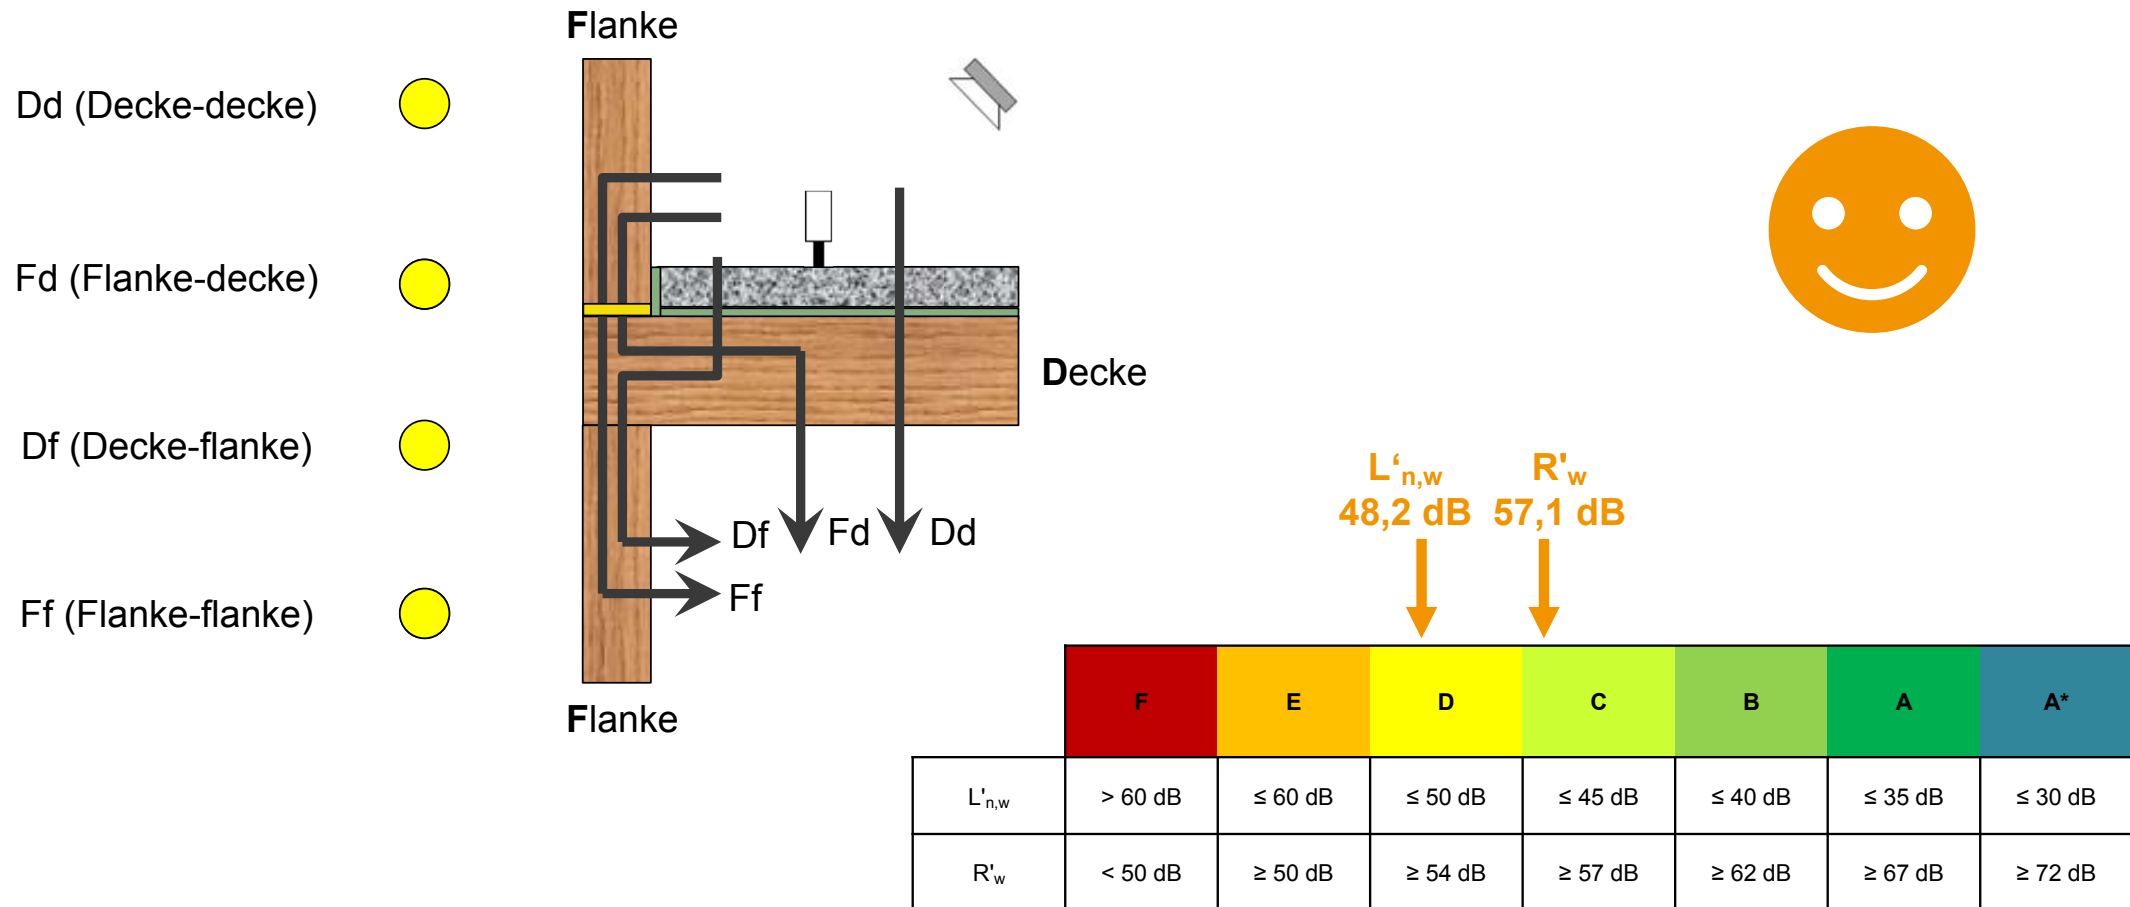 Flanke
Dd (Decke-decke)
Fd (Flanke-decke)
Decke
Df (Decke-flanke)
L‘n,w R'w
48,2 dB 57,1 dB
Df Fd Dd
Ff
Ff (Flanke-flanke)
Flanke
F E D C B A A*
L'n,w > 60 dB ≤ 60 dB ≤ 50 dB ≤ 45 dB ≤ 40 dB ≤ 35 dB ≤ 30 dB
R'w < 50 dB ≥ 50 dB ≥ 54 dB ≥ 57 dB ≥ 62 dB ≥ 67 dB ≥ 72 dB